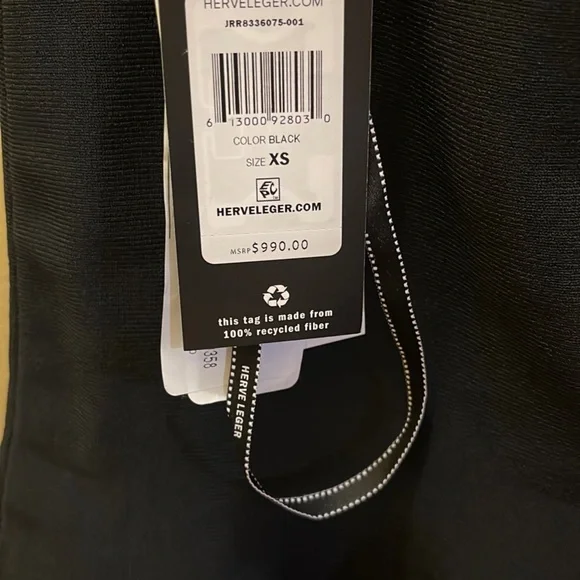 HERVELEGER.COM
JRR8336075-001
6 13000 92803 0
COLOR BLACK
SIZE XS
EPC
HERVELEGER.COM
MSRP $990.00
this tag is made from
100% recycled fiber
358
HERVE LEGER